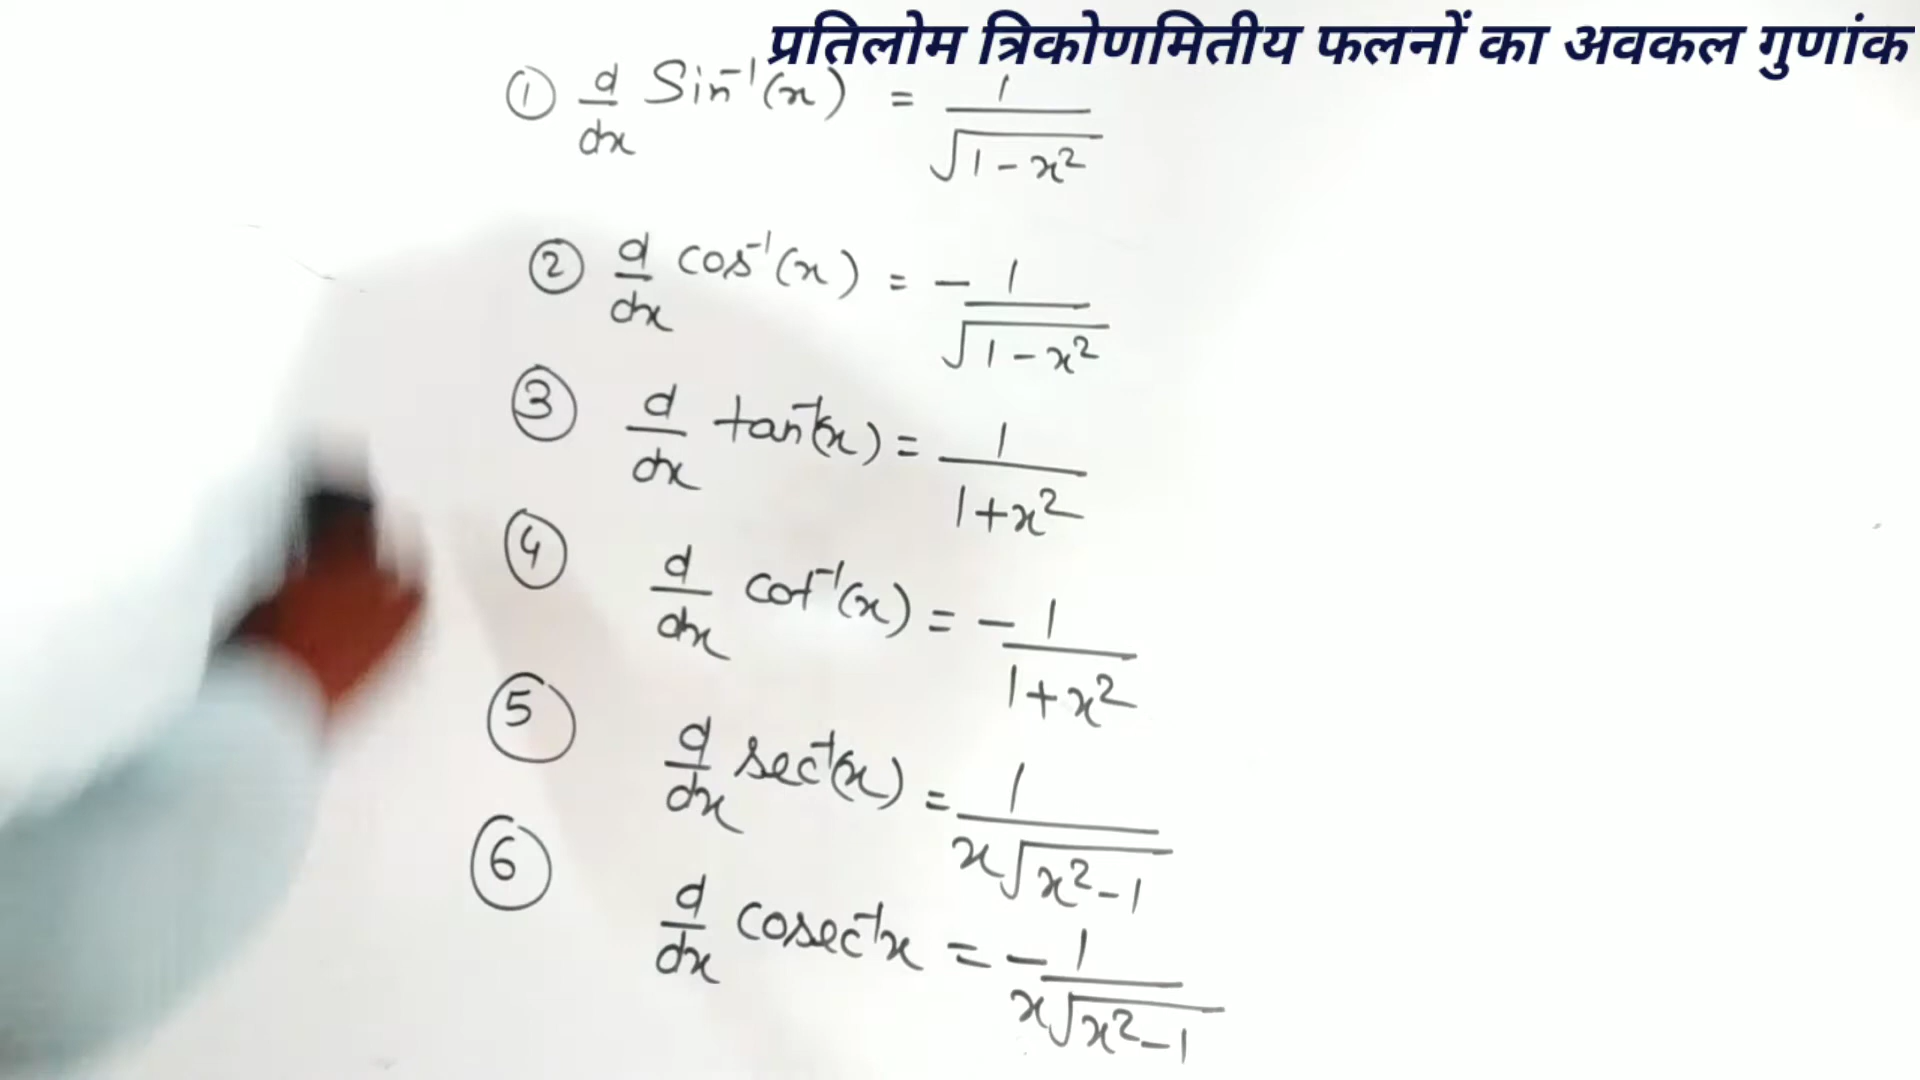 प्रतिलोम त्रिकोणमितीय फलनों का अवकल गुणांक
① d/dx Sin⁻¹(x) = 1/√(1-x²)
② d/dx cos⁻¹(x) = -1/√(1-x²)
③ d/dx tan⁻¹(x) = 1/(1+x²)
④ d/dx cot⁻¹(x) = -1/(1+x²)
⑤ d/dx sec⁻¹(x) = 1/(x√(x²-1))
⑥ d/dx cosec⁻¹x = -1/(x√(x²-1))